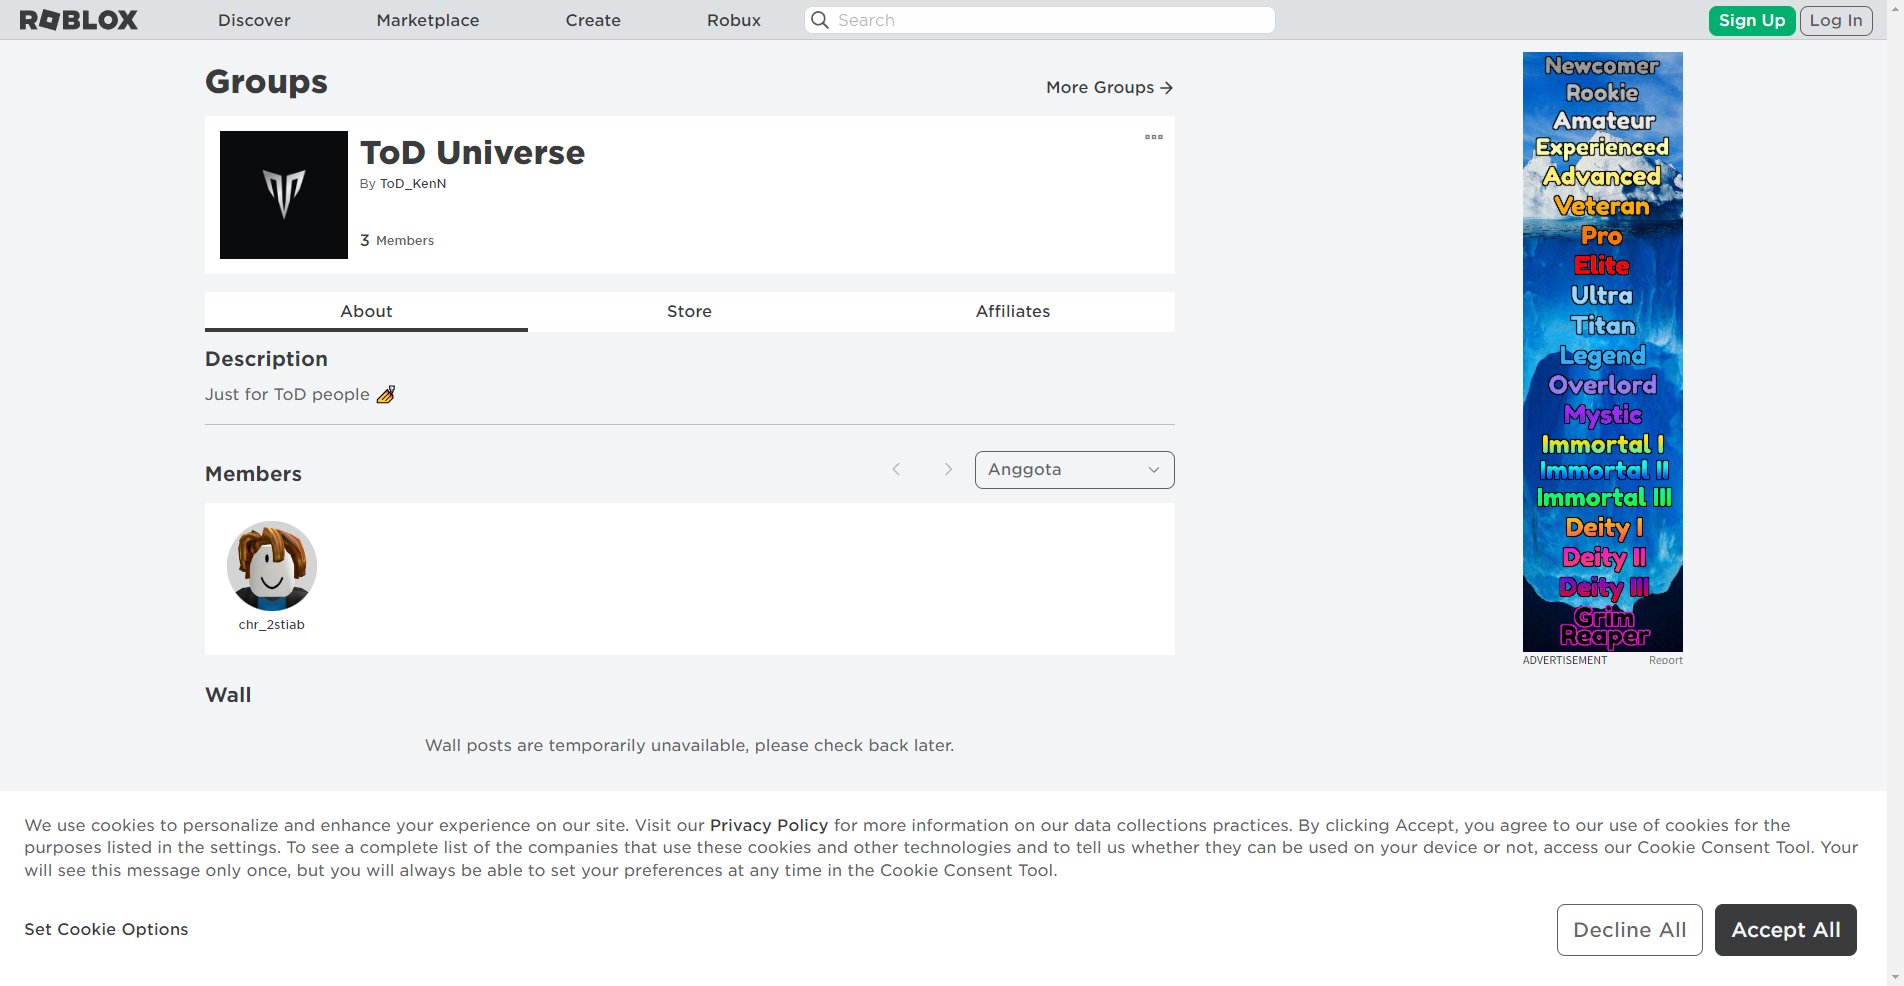 ROBLOX
Discover
Marketplace
Create
Robux
Search
Sign Up
Log In
Groups
More Groups
ToD Universe
By ToD_KenN
3 Members
About
Store
Affiliates
Description
Just for ToD people
Members
Anggota
chr_2stiab
Wall
Wall posts are temporarily unavailable, please check back later.
Newcomer
Rookie
Amateur
Experienced
Advanced
Veteran
Pro
Elite
Ultra
Titan
Legend
Overlord
Mystic
Immortal I
Immortal II
Immortal III
Deity I
Deity II
Deity III
Grim
Reaper
ADVERTISEMENT
Report
We use cookies to personalize and enhance your experience on our site. Visit our Privacy Policy for more information on our data collections practices. By clicking Accept, you agree to our use of cookies for the
purposes listed in the settings. To see a complete list of the companies that use these cookies and other technologies and to tell us whether they can be used on your device or not, access our Cookie Consent Tool. Your
will see this message only once, but you will always be able to set your preferences at any time in the Cookie Consent Tool.
Set Cookie Options
Decline All
Accept All